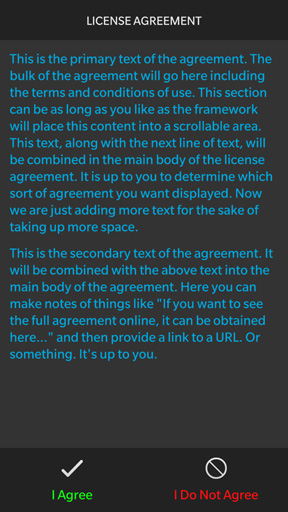 LICENSE AGREEMENT
This is the primary text of the agreement. The
bulk of the agreement will go here including
the terms and conditions of use. This section
can be as long as you like as the framework
will place this content into a scrollable area.
This text, along with the next line of text, will
be combined in the main body of the license
agreement. It is up to you to determine which
sort of agreement you want displayed. Now
we are just adding more text for the sake of
taking up more space.
This is the secondary text of the agreement. It
will be combined with the above text into the
main body of the agreement. Here you can
make notes of things like "If you want to see
the full agreement online, it can be obtained
here..." and then provide a link to a URL. Or
something. It's up to you.
I Agree
I Do Not Agree